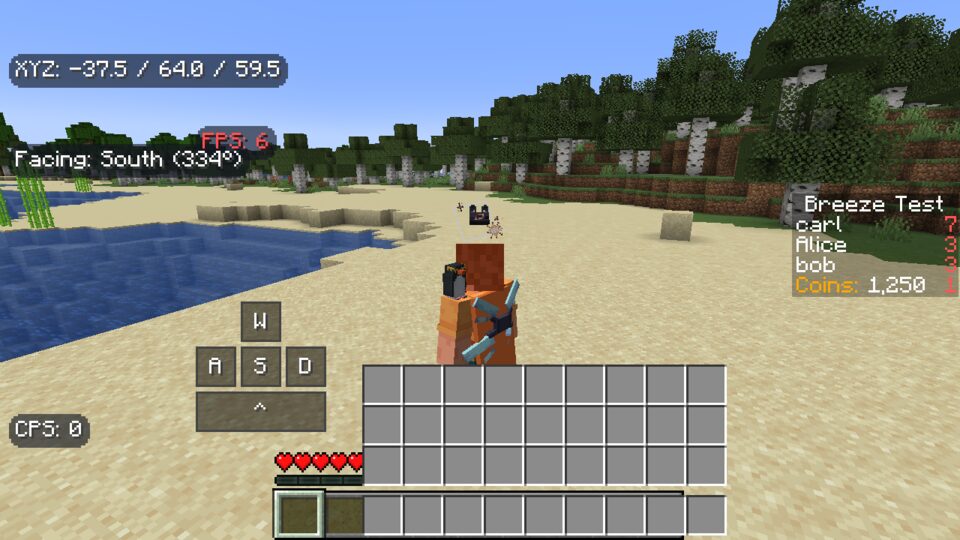 XYZ: -37.5 / 64.0 / 59.5
FPS: 6
Facing: South (334°)
Breeze Test
carl 7
Alice 3
bob 2
Coins: 1,250 1
W
A S D
^
CPS: 0